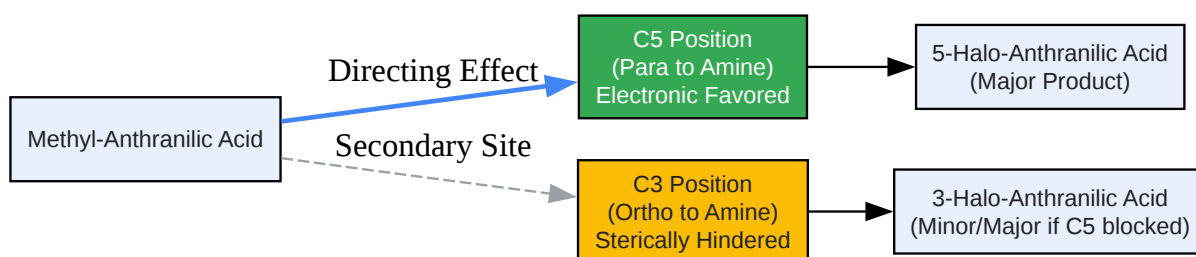 Methyl-Anthranilic Acid
Directing Effect
Secondary Site
C5 Position
(Para to Amine)
Electronic Favored
5-Halo-Anthranilic Acid
(Major Product)
C3 Position
(Ortho to Amine)
Sterically Hindered
3-Halo-Anthranilic Acid
(Minor/Major if C5 blocked)